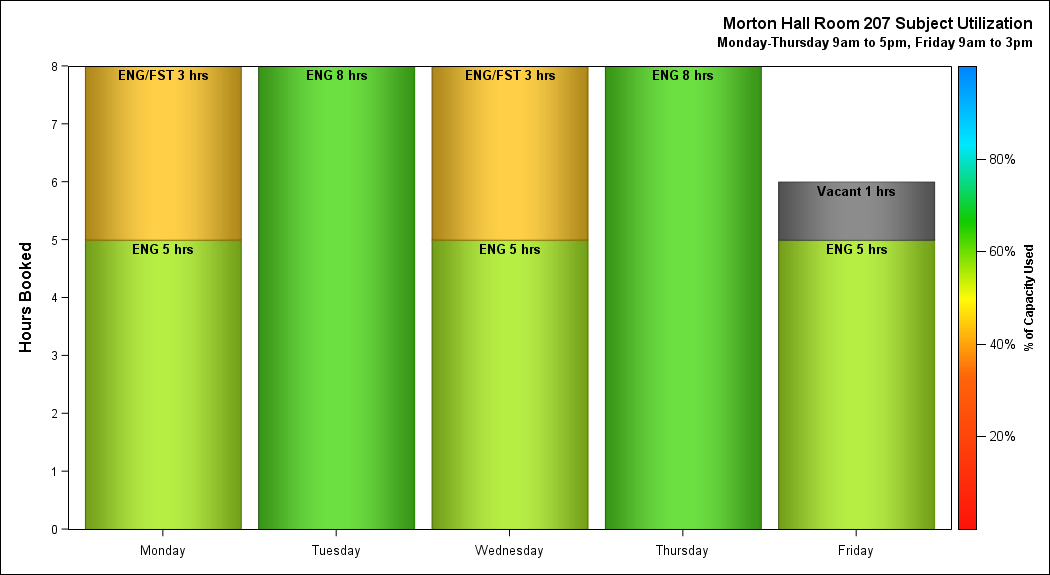 Morton Hall Room 207 Subject Utilization
Monday-Thursday 9am to 5pm, Friday 9am to 3pm
Hours Booked
8
7
6
5
4
3
2
1
0
ENG/FST 3 hrs
ENG 5 hrs
ENG 8 hrs
ENG/FST 3 hrs
ENG 5 hrs
ENG 8 hrs
Vacant 1 hrs
ENG 5 hrs
Monday
Tuesday
Wednesday
Thursday
Friday
80%
60%
40%
20%
% of Capacity Used